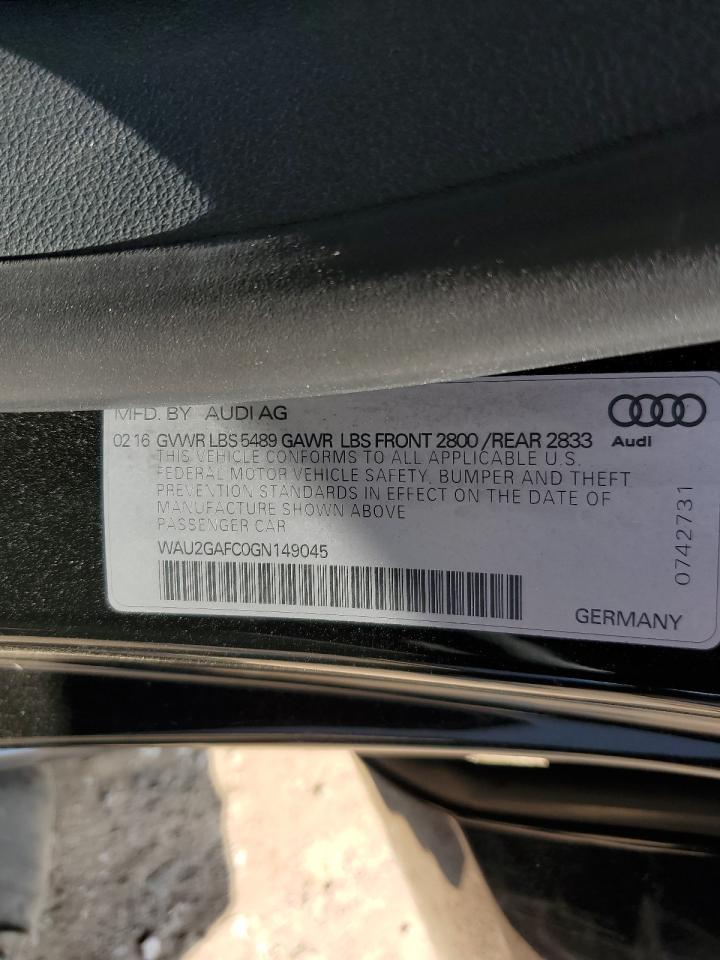 MFD. BY AUDI AG
02 16 GVWR LBS 5489 GAWR LBS FRONT 2800 /REAR 2833
Audi
THIS VEHICLE CONFORMS TO ALL APPLICABLE U.S.
FEDERAL MOTOR VEHICLE SAFETY, BUMPER AND THEFT
PREVENTION STANDARDS IN EFFECT ON THE DATE OF
MANUFACTURE SHOWN ABOVE
PASSENGER CAR
WAU2GAFC0GN149045
0742731
GERMANY